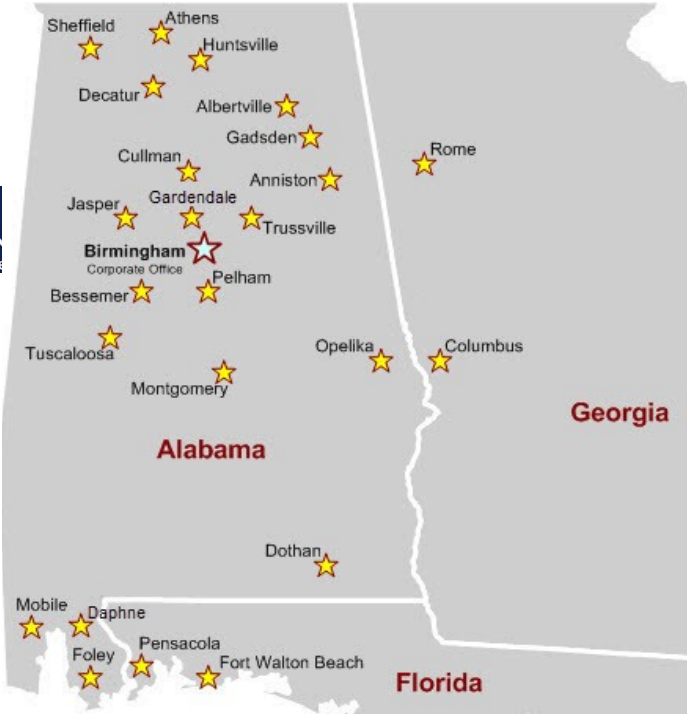 Sheffield
Athens
Huntsville
Decatur
Albertville
Gadsden
Cullman
Rome
Anniston
Jasper
Gardendale
Trussville
Birmingham
Corporate Office
Pelham
Bessemer
Tuscaloosa
Opelika
Columbus
Montgomery
Georgia
Alabama
Dothan
Mobile
Daphne
Foley
Pensacola
Fort Walton Beach
Florida